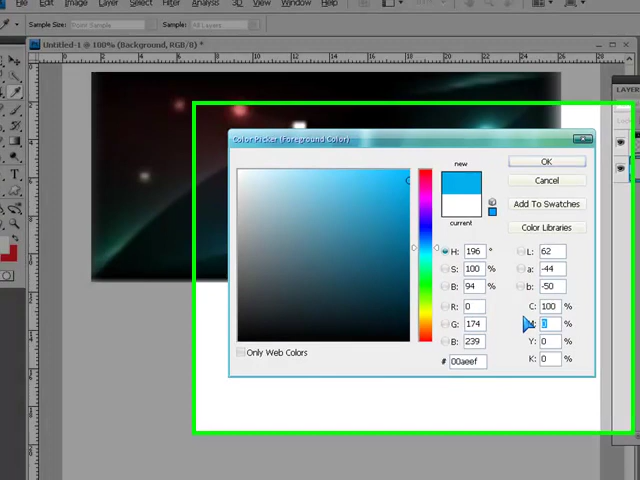 Edit Image Layer Select Filter Analysis View Window Help
Sample Size: Point Sample Sample: All Layers
Untitled-1 @ 100% (Background, RGB/8) *
LAYERS
Color Picker (Foreground Color)
new
current
OK
Cancel
Add To Swatches
Color Libraries
H: 196 °
S: 100 %
B: 94 %
R: 0
G: 174
B: 239
# 00aeef
L: 62
a: -44
b: -50
C: 100 %
M: 0 %
Y: 0 %
K: 0 %
Only Web Colors